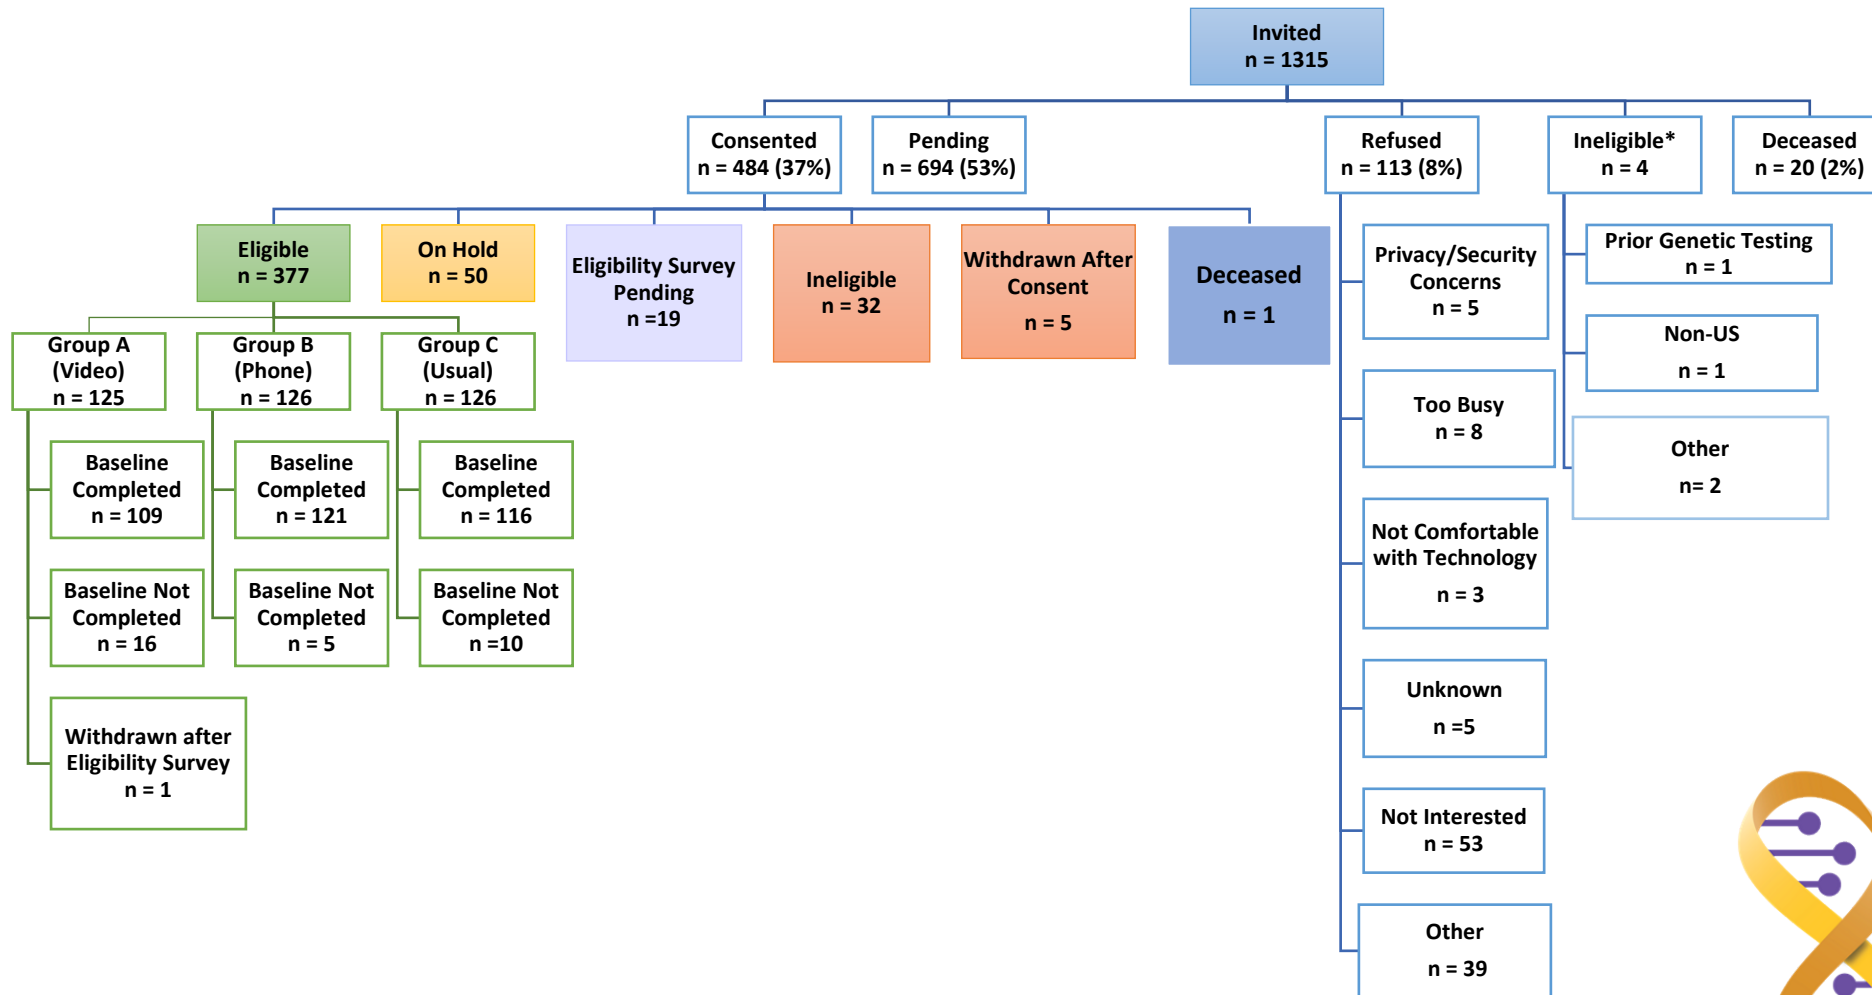 Invited
n = 1315
Consented
n = 484 (37%)
Pending
n = 694 (53%)
Refused
n = 113 (8%)
Ineligible*
n = 4
Deceased
n = 20 (2%)
Eligible
n = 377
On Hold
n = 50
Eligibility Survey
Pending
n =19
Ineligible
n = 32
Withdrawn After
Consent
n = 5
Deceased
n = 1
Group A
(Video)
n = 125
Group B
(Phone)
n = 126
Group C
(Usual)
n = 126
Baseline
Completed
n = 109
Baseline
Completed
n = 121
Baseline
Completed
n = 116
Baseline Not
Completed
n = 16
Baseline Not
Completed
n = 5
Baseline Not
Completed
n =10
Withdrawn after
Eligibility Survey
n = 1
Privacy/Security
Concerns
n = 5
Too Busy
n = 8
Not Comfortable
with Technology
n = 3
Unknown
n =5
Not Interested
n = 53
Other
n = 39
Prior Genetic Testing
n = 1
Non-US
n = 1
Other
n= 2